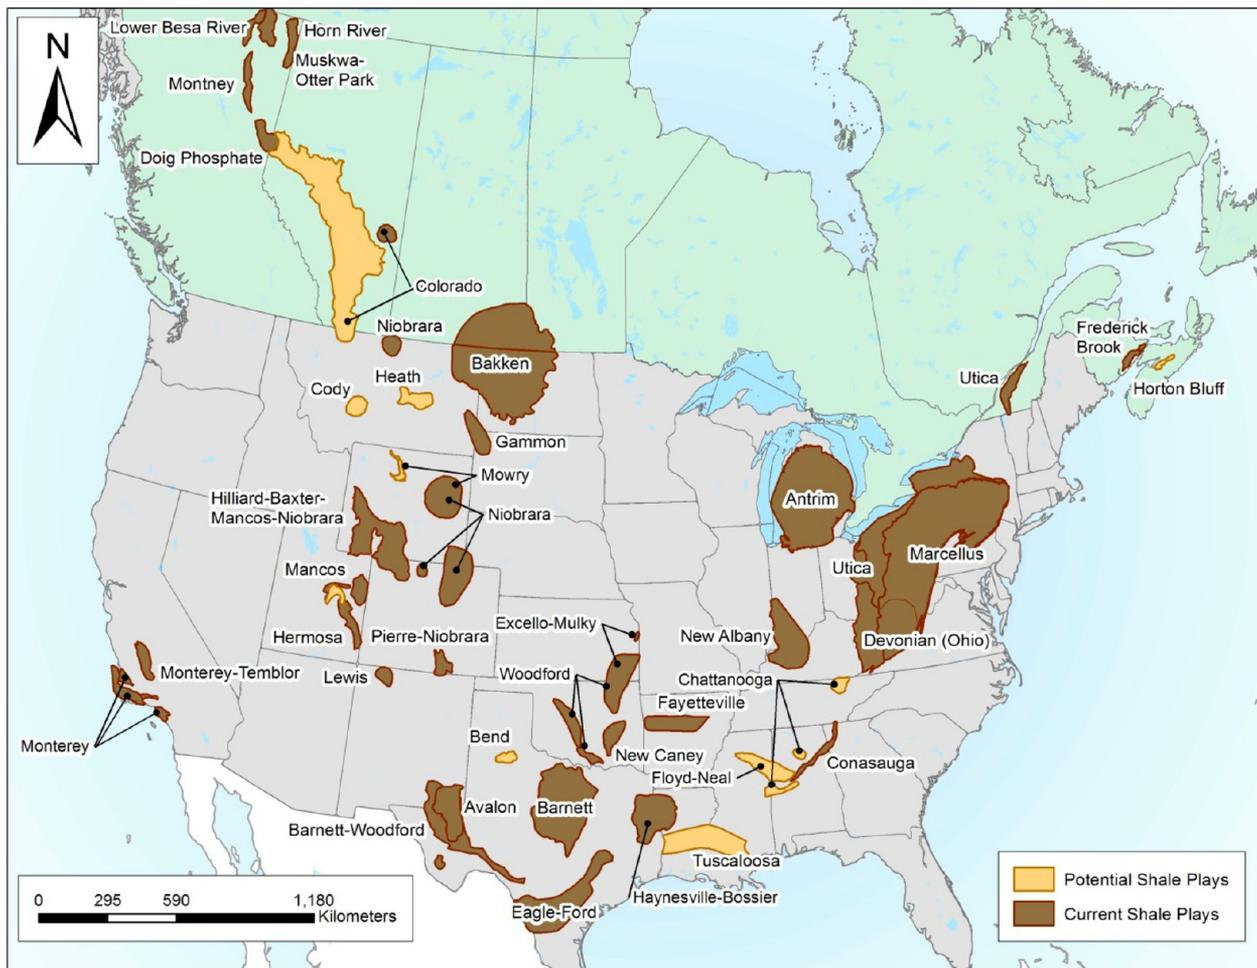 Lower Besa River
Horn River
N
Muskwa-
Otter Park
Montney
Doig Phosphate
Colorado
Niobrara
Frederick
Brook
Bakken
Utica
Horton Bluff
Cody
Heath
Gammon
Mowry
Hilliard-Baxter-
Mancos-Niobrara
Antrim
Niobrara
Marcellus
Mancos
Utica
Excello-Mulky
Hermosa
Pierre-Niobrara
New Albany
Devonian (Ohio)
Monterey-Temblor
Lewis
Woodford
Chattanooga
Fayetteville
Monterey
Bend
New Caney
Floyd-Neal
Conasauga
Avalon
Barnett
Barnett-Woodford
Tuscaloosa
Haynesville-Bossier
Eagle-Ford
0 295 590 1,180
Kilometers
Potential Shale Plays
Current Shale Plays